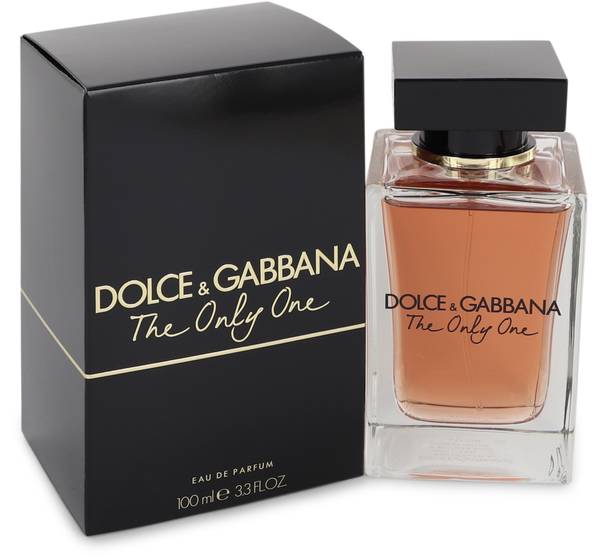 DOLCE & GABBANA
The Only One
EAU DE PARFUM
100 ml e 3.3 FL OZ
DOLCE & GABBANA
The Only One